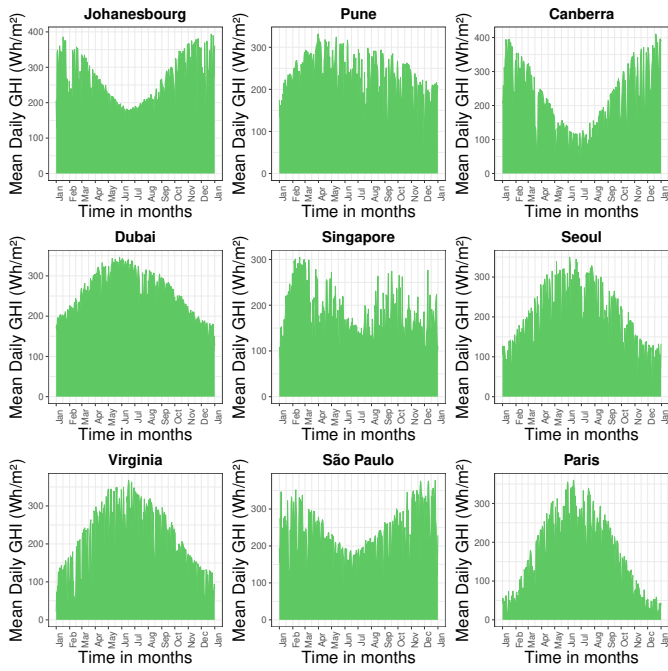 Johanesbourg
Mean Daily GHI (Wh/m²)
400
300
200
100
0
Jan Feb Mar Apr May Jun Jul Aug Sep Oct Nov Dec Jan
Time in months
Pune
Mean Daily GHI (Wh/m²)
300
200
100
0
Jan Feb Mar Apr May Jun Jul Aug Sep Oct Nov Dec Jan
Time in months
Canberra
Mean Daily GHI (Wh/m²)
400
300
200
100
0
Jan Feb Mar Apr May Jun Jul Aug Sep Oct Nov Dec Jan
Time in months
Dubai
Mean Daily GHI (Wh/m²)
300
200
100
0
Jan Feb Mar Apr May Jun Jul Aug Sep Oct Nov Dec Jan
Time in months
Singapore
Mean Daily GHI (Wh/m²)
300
200
100
0
Jan Feb Mar Apr May Jun Jul Aug Sep Oct Nov Dec Jan
Time in months
Seoul
Mean Daily GHI (Wh/m²)
300
200
100
0
Jan Feb Mar Apr May Jun Jul Aug Sep Oct Nov Dec Jan
Time in months
Virginia
Mean Daily GHI (Wh/m²)
300
200
100
0
Jan Feb Mar Apr May Jun Jul Aug Sep Oct Nov Dec Jan
Time in months
São Paulo
Mean Daily GHI (Wh/m²)
300
200
100
0
Jan Feb Mar Apr May Jun Jul Aug Sep Oct Nov Dec Jan
Time in months
Paris
Mean Daily GHI (Wh/m²)
300
200
100
0
Jan Feb Mar Apr May Jun Jul Aug Sep Oct Nov Dec Jan
Time in months